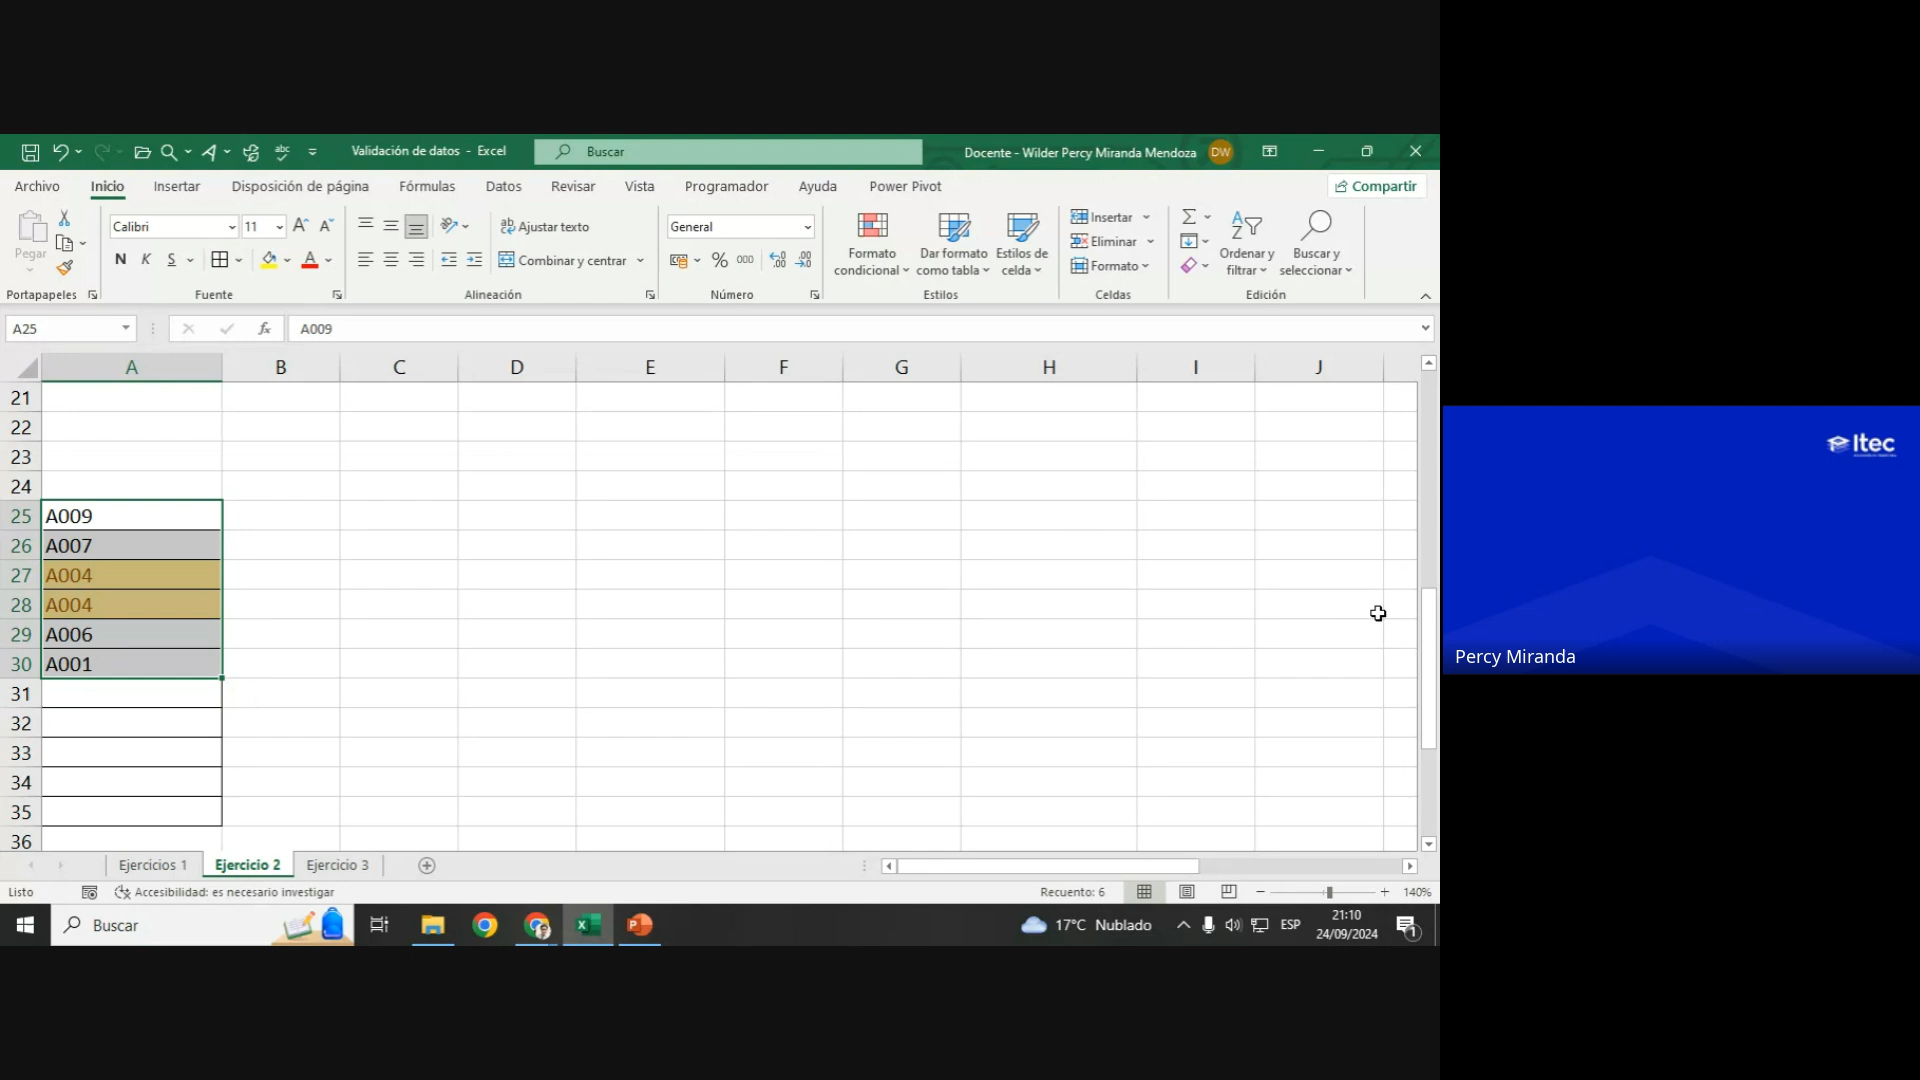 Validación de datos - Excel
Buscar
Docente - Wilder Percy Miranda Mendoza
DW
Archivo
Inicio
Insertar
Disposición de página
Fórmulas
Datos
Revisar
Vista
Programador
Ayuda
Power Pivot
Compartir
Pegar
Calibri
11
N K S
Ajustar texto
Combinar y centrar
General
% 000
Formato condicional
Dar formato como tabla
Estilos de celda
Insertar
Eliminar
Formato
Ordenar y filtrar
Buscar y seleccionar
Portapapeles
Fuente
Alineación
Número
Estilos
Celdas
Edición
A25
fx
A009
A B C D E F G H I J
21
22
23
24
25 A009
26 A007
27 A004
28 A004
29 A006
30 A001
31
32
33
34
35
36
Ejercicios 1
Ejercicio 2
Ejercicio 3
Listo
Accesibilidad: es necesario investigar
Recuento: 6
140%
Buscar
17°C Nublado
ESP
21:10
24/09/2024
1
Itec
Percy Miranda